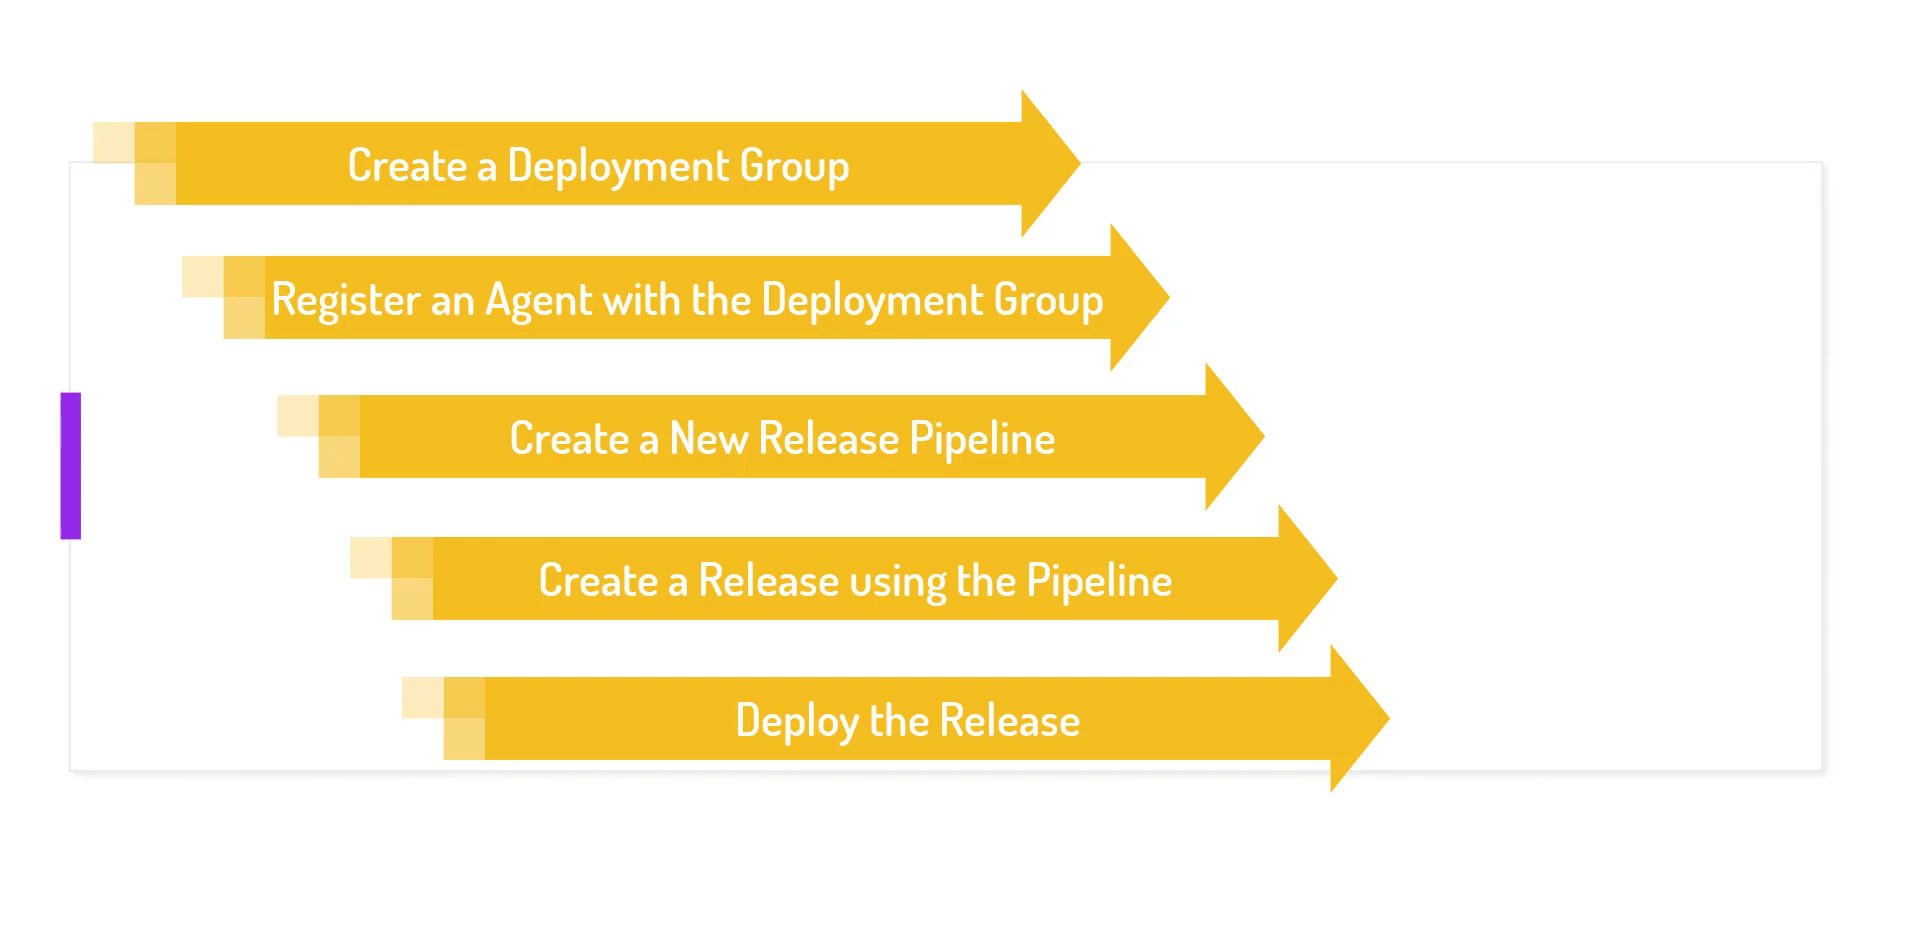 Create a Deployment Group
Register an Agent with the Deployment Group
Create a New Release Pipeline
Create a Release using the Pipeline
Deploy the Release